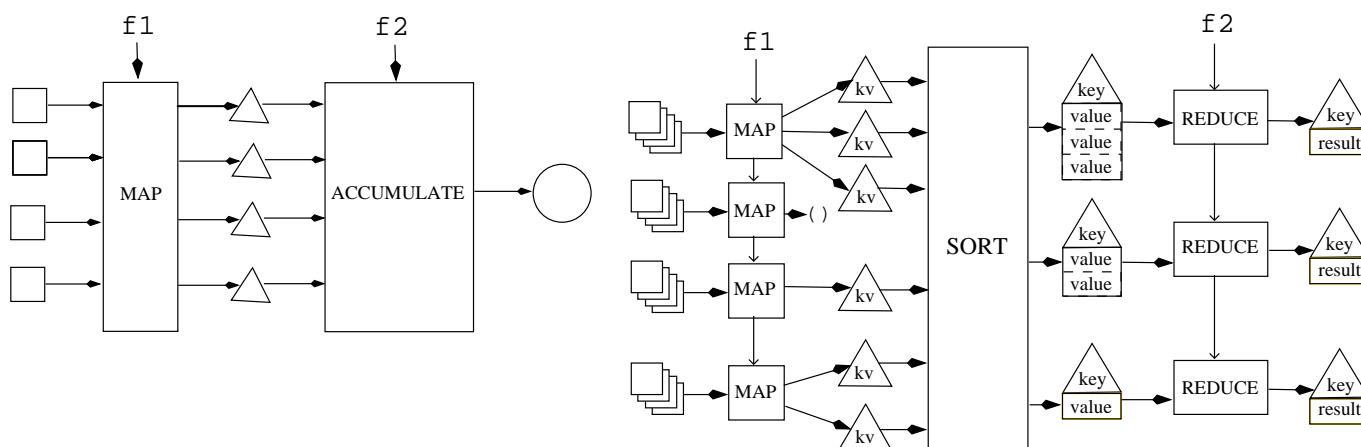 f1
f2
MAP
ACCUMULATE
f1
MAP
MAP
()
MAP
MAP
kv
kv
kv
kv
kv
kv
SORT
key
value
value
value
key
value
value
key
value
f2
REDUCE
REDUCE
REDUCE
key
result
key
result
key
result